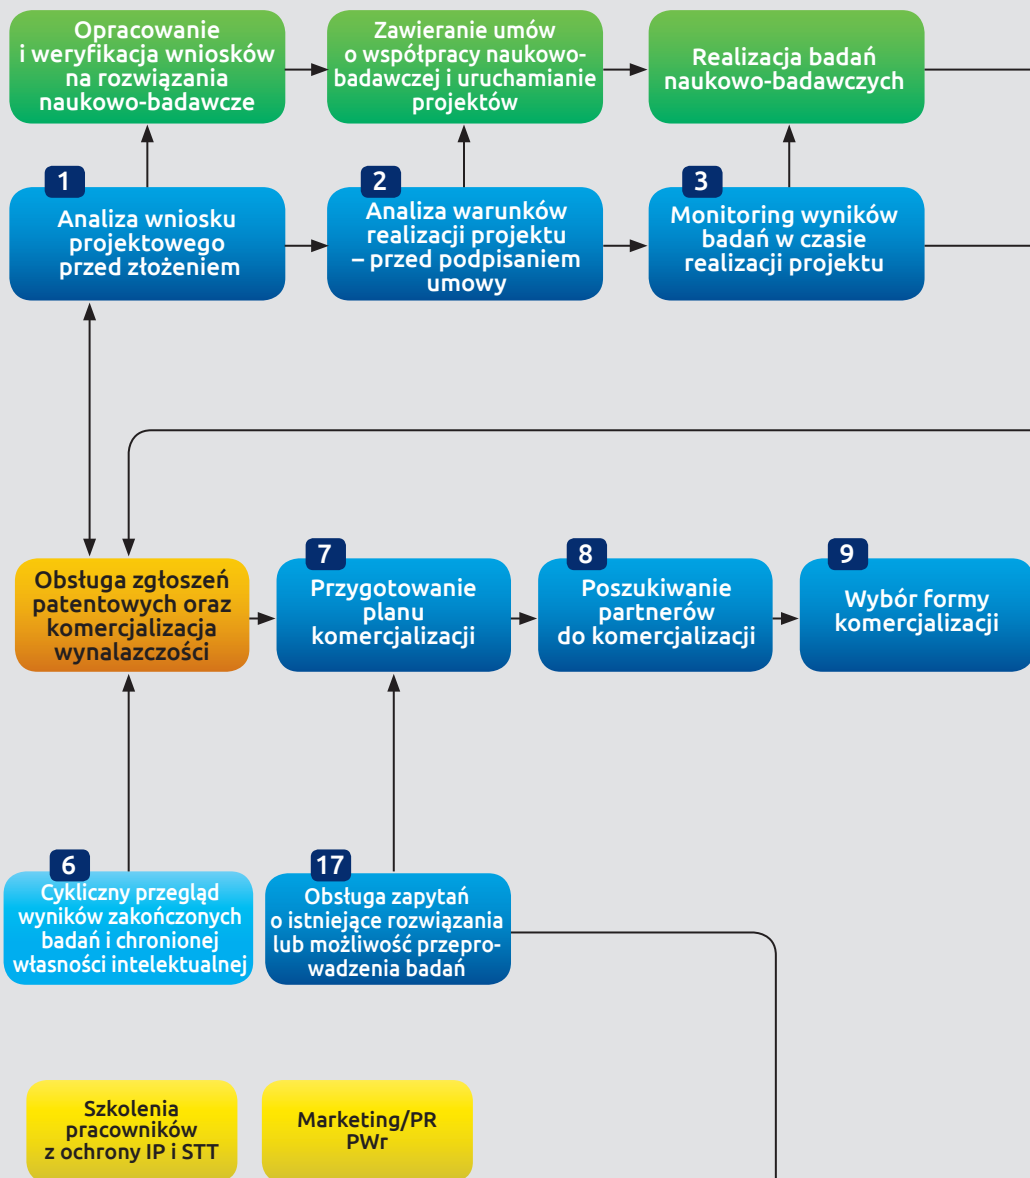 Opracowanie
i weryfikacja wniosków
na rozwiązania
naukowo-badawcze
Zawieranie umów
o współpracy naukowo-
badawczej i uruchamianie
projektów
Realizacja badań
naukowo-badawczych
1
Analiza wniosku
projektowego
przed złożeniem
2
Analiza warunków
realizacji projektu
– przed podpisaniem
umowy
3
Monitoring wyników
badań w czasie
realizacji projektu
Obsługa zgłoszeń
patentowych oraz
komercjalizacja
wynalazczości
7
Przygotowanie
planu
komercjalizacji
8
Poszukiwanie
partnerów
do komercjalizacji
9
Wybór formy
komercjalizacji
6
Cykliczny przegląd
wyników zakończonych
badań i chronionej
własności intelektualnej
17
Obsługa zapytań
o istniejące rozwiązania
lub możliwość przepro-
wadzenia badań
Szkolenia
pracowników
z ochrony IP i STT
Marketing/PR
PWr